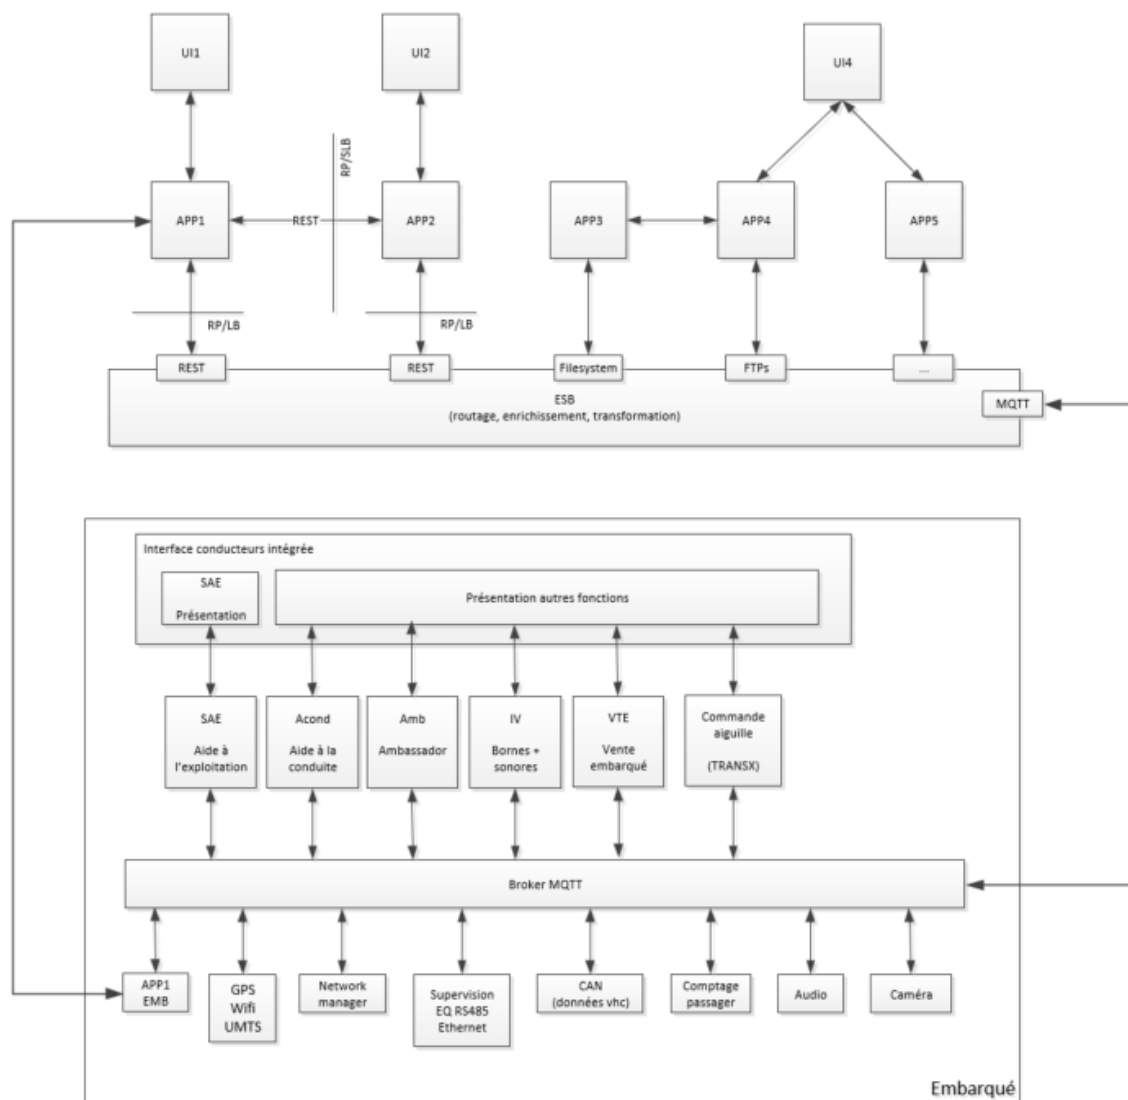 UI1
UI2
UI4
RP/SLB
APP1
REST
APP2
APP3
APP4
APP5
RP/LB
RP/LB
REST
REST
Filesystem
FTPs
....
ESB
(routage, enrichissement, transformation)
MQTT
Interface conducteurs intégrée
SAE
Présentation
Présentation autres fonctions
SAE
Aide à
l'exploitation
Acond
Aide à la
conduite
Amb
Ambassador
IV
Bornes +
sonores
VTE
Vente
embarqué
Commande
aiguille
(TRANSX)
Broker MQTT
APP1
EMB
GPS
Wifi
UMTS
Network
manager
Supervision
EQ RS485
Ethernet
CAN
(données vhc)
Comptage
passager
Audio
Caméra
Embarqué